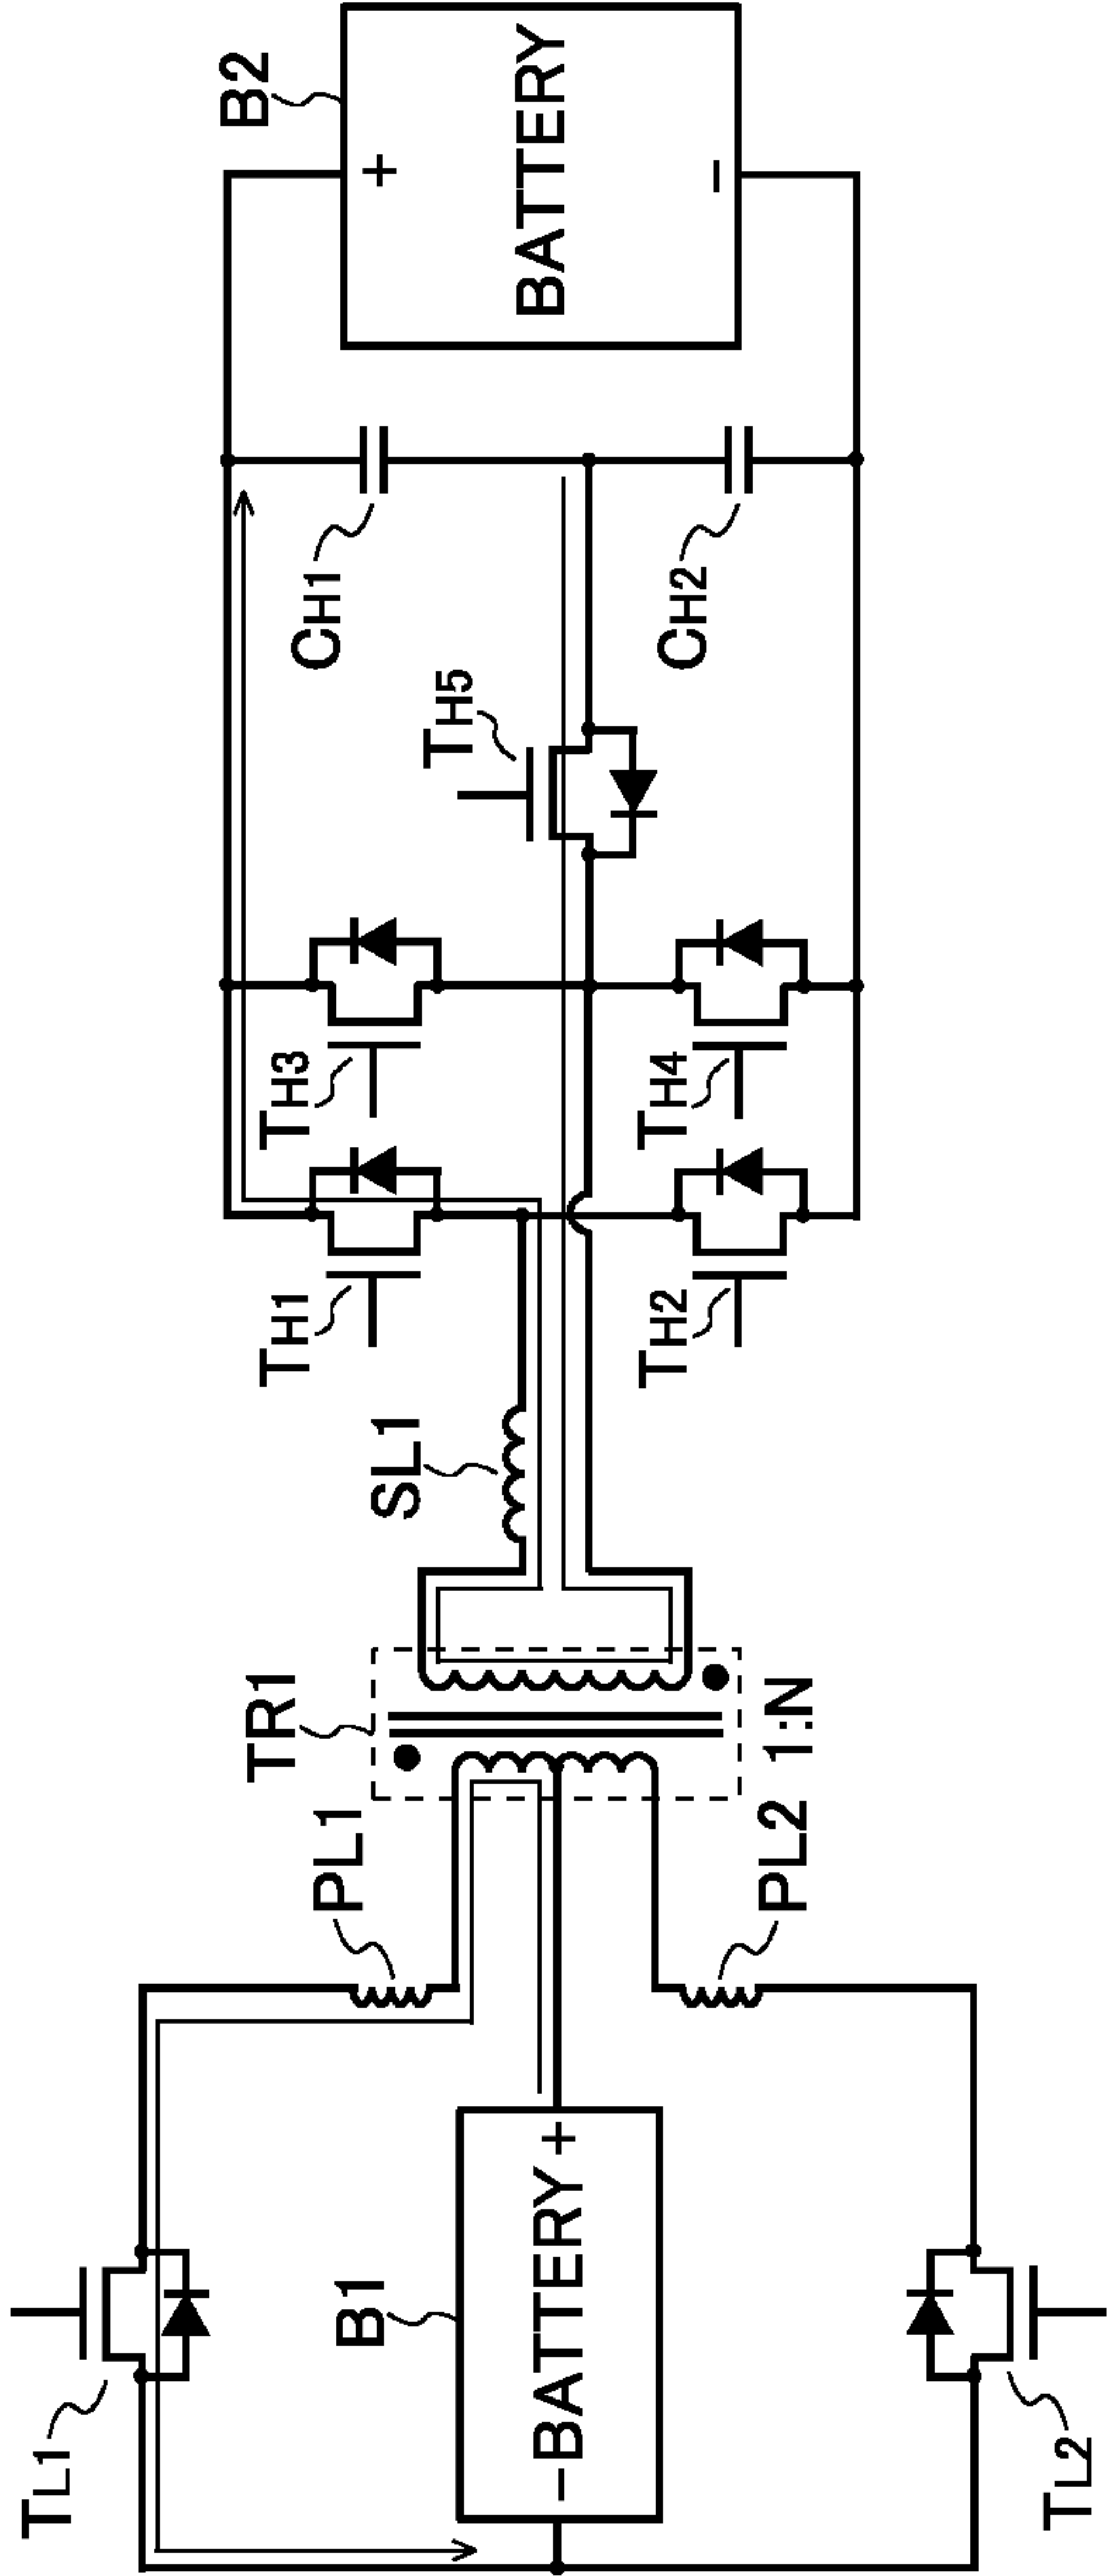 TL1
B1
− BATTERY +
TL2
PL1
PL2
TR1
1:N
SL1
TH1
TH2
TH3
TH4
TH5
CH1
CH2
B2
+
BATTERY
−